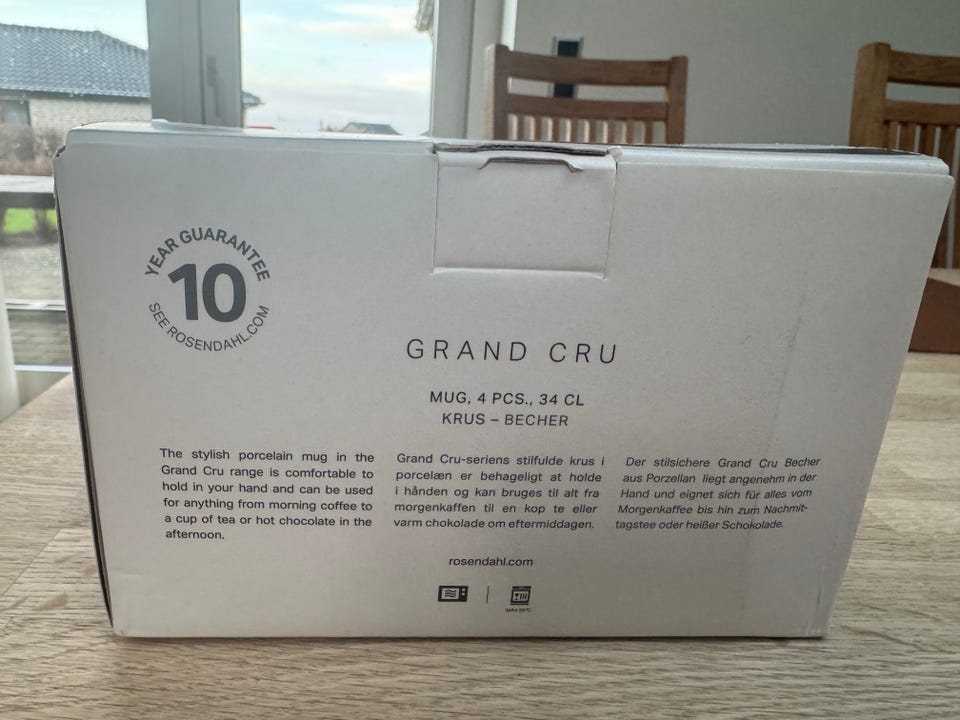 YEAR GUARANTEE
10
SEE ROSENDAHL.COM
GRAND CRU
MUG, 4 PCS., 34 CL
KRUS – BECHER
The stylish porcelain mug in the
Grand Cru range is comfortable to
hold in your hand and can be used
for anything from morning coffee to
a cup of tea or hot chocolate in the
afternoon.
Grand Cru-seriens stilfulde krus i
porcelæn er behageligt at holde
i hånden og kan bruges til alt fra
morgenkaffen til en kop te eller
varm chokolade om eftermiddagen.
Der stilsichere Grand Cru Becher
aus Porzellan liegt angenehm in der
Hand und eignet sich für alles vom
Morgenkaffee bis hin zum Nachmit-
tagstee oder heißer Schokolade.
rosendahl.com
MAX